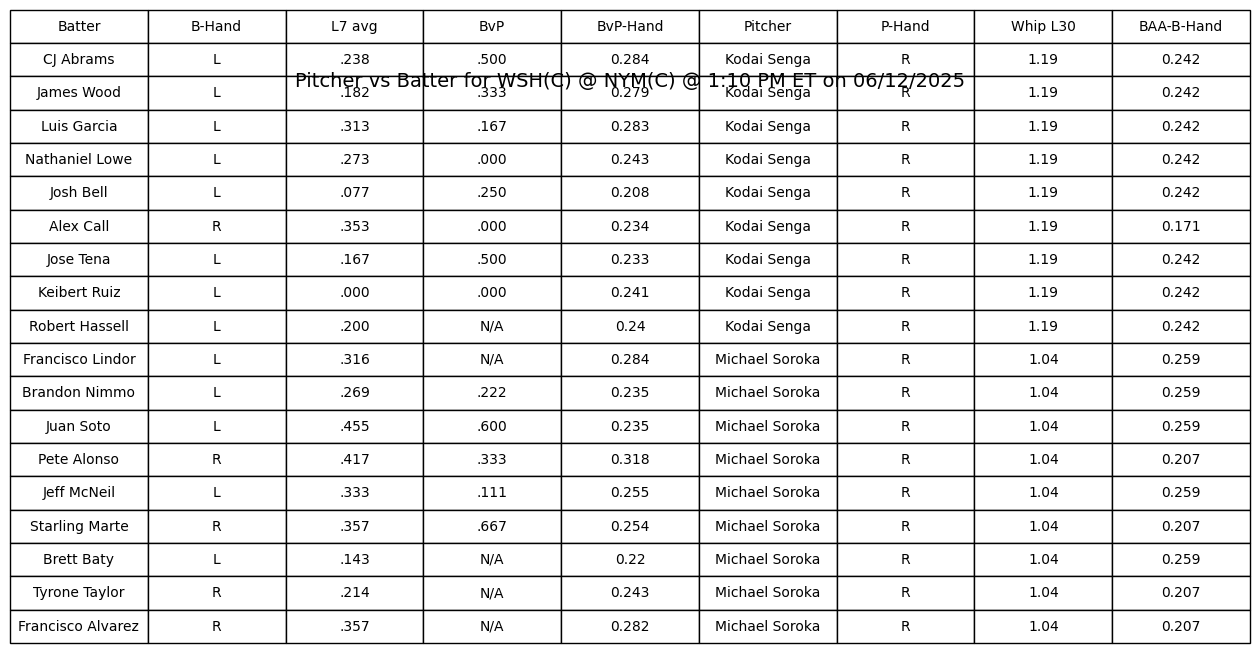 Batter B-Hand L7 avg BvP BvP-Hand Pitcher P-Hand Whip L30 BAA-B-Hand
CJ Abrams L .238 .500 0.284 Kodai Senga R 1.19 0.242
Pitcher vs Batter for WSH(C) @ NYM(C) @ 1:10 PM ET on 06/12/2025
James Wood L .182 .333 0.279 Kodai Senga R 1.19 0.242
Luis Garcia L .313 .167 0.283 Kodai Senga R 1.19 0.242
Nathaniel Lowe L .273 .000 0.243 Kodai Senga R 1.19 0.242
Josh Bell L .077 .250 0.208 Kodai Senga R 1.19 0.242
Alex Call R .353 .000 0.234 Kodai Senga R 1.19 0.171
Jose Tena L .167 .500 0.233 Kodai Senga R 1.19 0.242
Keibert Ruiz L .000 .000 0.241 Kodai Senga R 1.19 0.242
Robert Hassell L .200 N/A 0.24 Kodai Senga R 1.19 0.242
Francisco Lindor L .316 N/A 0.284 Michael Soroka R 1.04 0.259
Brandon Nimmo L .269 .222 0.235 Michael Soroka R 1.04 0.259
Juan Soto L .455 .600 0.235 Michael Soroka R 1.04 0.259
Pete Alonso R .417 .333 0.318 Michael Soroka R 1.04 0.207
Jeff McNeil L .333 .111 0.255 Michael Soroka R 1.04 0.259
Starling Marte R .357 .667 0.254 Michael Soroka R 1.04 0.207
Brett Baty L .143 N/A 0.22 Michael Soroka R 1.04 0.259
Tyrone Taylor R .214 N/A 0.243 Michael Soroka R 1.04 0.207
Francisco Alvarez R .357 N/A 0.282 Michael Soroka R 1.04 0.207